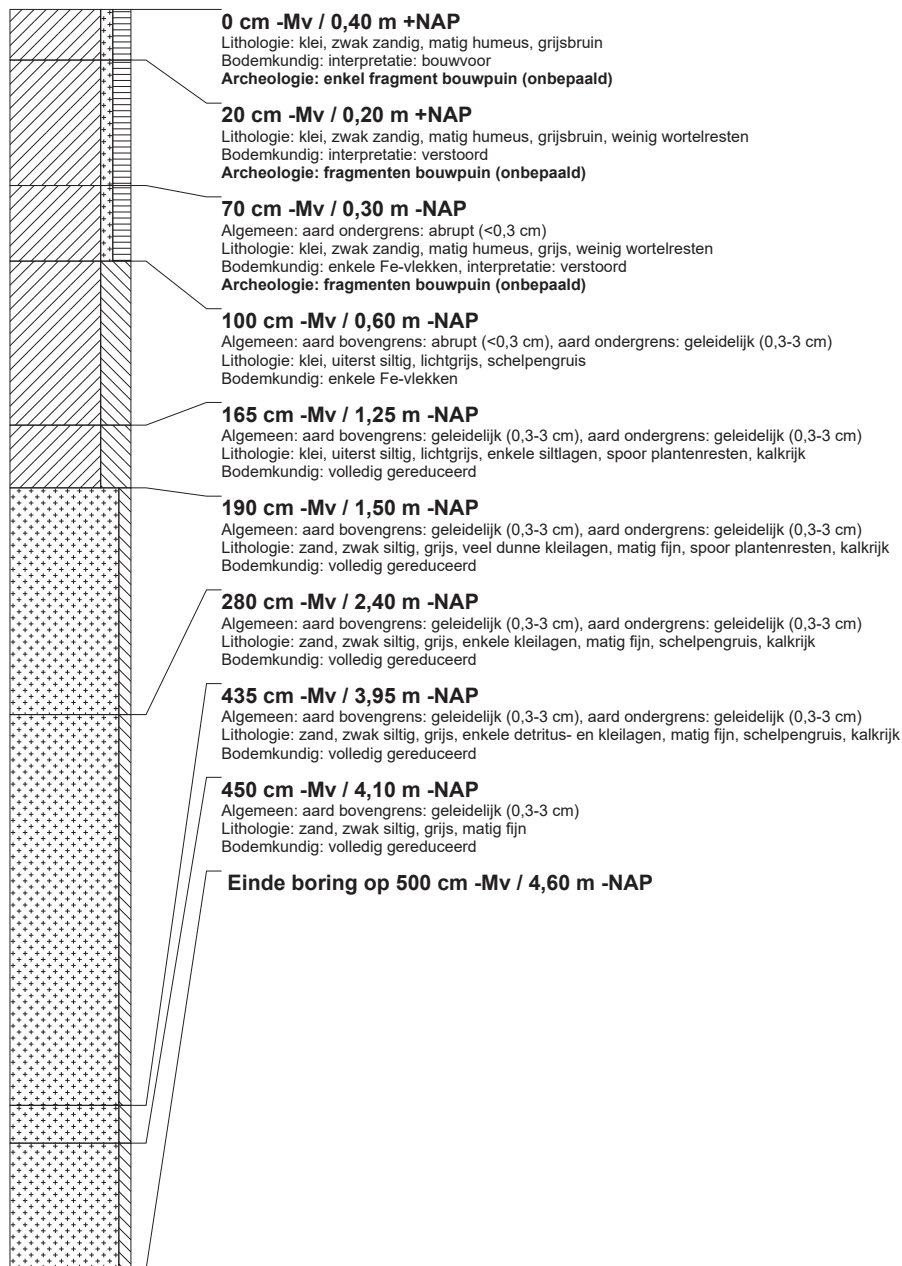 0 cm -Mv / 0,40 m +NAP
Lithologie: klei, zwak zandig, matig humeus, grijsbruin
Bodemkundig: interpretatie: bouwvoor
Archeologie: enkel fragment bouwpuin (onbepaald)
20 cm -Mv / 0,20 m +NAP
Lithologie: klei, zwak zandig, matig humeus, grijsbruin, weinig wortelresten
Bodemkundig: interpretatie: verstoord
Archeologie: fragmenten bouwpuin (onbepaald)
70 cm -Mv / 0,30 m -NAP
Algemeen: aard ondergrens: abrupt (<0,3 cm)
Lithologie: klei, zwak zandig, matig humeus, grijs, weinig wortelresten
Bodemkundig: enkele Fe-vlekken, interpretatie: verstoord
Archeologie: fragmenten bouwpuin (onbepaald)
100 cm -Mv / 0,60 m -NAP
Algemeen: aard bovengrens: abrupt (<0,3 cm), aard ondergrens: geleidelijk (0,3-3 cm)
Lithologie: klei, uiterst siltig, lichtgrijs, schelpengruis
Bodemkundig: enkele Fe-vlekken
165 cm -Mv / 1,25 m -NAP
Algemeen: aard bovengrens: geleidelijk (0,3-3 cm), aard ondergrens: geleidelijk (0,3-3 cm)
Lithologie: klei, uiterst siltig, lichtgrijs, enkele siltlagen, spoor plantenresten, kalkrijk
Bodemkundig: volledig gereduceerd
190 cm -Mv / 1,50 m -NAP
Algemeen: aard bovengrens: geleidelijk (0,3-3 cm), aard ondergrens: geleidelijk (0,3-3 cm)
Lithologie: zand, zwak siltig, grijs, veel dunne kleilagen, matig fijn, spoor plantenresten, kalkrijk
Bodemkundig: volledig gereduceerd
280 cm -Mv / 2,40 m -NAP
Algemeen: aard bovengrens: geleidelijk (0,3-3 cm), aard ondergrens: geleidelijk (0,3-3 cm)
Lithologie: zand, zwak siltig, grijs, enkele kleilagen, matig fijn, schelpengruis, kalkrijk
Bodemkundig: volledig gereduceerd
435 cm -Mv / 3,95 m -NAP
Algemeen: aard bovengrens: geleidelijk (0,3-3 cm), aard ondergrens: geleidelijk (0,3-3 cm)
Lithologie: zand, zwak siltig, grijs, enkele detritus- en kleilagen, matig fijn, schelpengruis, kalkrijk
Bodemkundig: volledig gereduceerd
450 cm -Mv / 4,10 m -NAP
Algemeen: aard bovengrens: geleidelijk (0,3-3 cm)
Lithologie: zand, zwak siltig, grijs, matig fijn
Bodemkundig: volledig gereduceerd
Einde boring op 500 cm -Mv / 4,60 m -NAP